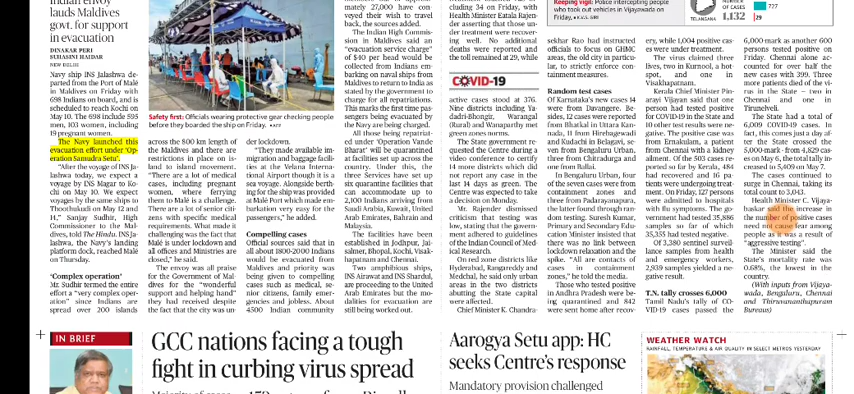 Indian envoy
lauds Maldives
govt. for support
in evacuation
DINAKAR PERI
SUHASINI HAIDAR
NEW DELHI
Navy ship INS Jalashwa de-
parted from the Port of Malé
in Maldives on Friday with
698 Indians on board, and is
scheduled to reach Kochi on
May 10. The 698 include 595
men, 103 women, including
19 pregnant women.
The Navy launched this
evacuation effort under 'Op-
eration Samudra Setu'.
"After the voyage of INS Ja-
lashwa today, we expect a
voyage by INS Magar to Ko-
chi on May 10. We expect
voyages by the same ships to
Thoothukudi on May 12 and
14," Sanjay Sudhir, High
Commissioner to the Mal-
dives, told The Hindu. INS Ja-
lashwa, the Navy's landing
platform dock, reached Malé
on Thursday.
'Complex operation'
Mr. Sudhir termed the entire
effort a "very complex oper-
ation" since Indians are
spread over 200 islands
Safety first: Officials wearing protective gear checking people
before they boarded the ship on Friday.
across the 800 km length of
the Maldives and there are
restrictions in place on is-
land to island movement.
"There are a lot of medical
cases, including pregnant
women, where ferrying
them to Malé is a challenge.
There are a lot of senior citi-
zens with specific medical
requirements. What made it
challenging was the fact that
Malé is under lockdown and
all offices and Ministries are
closed," he said.
The envoy was all praise
for the Government of Mal-
dives for the "wonderful
support and helping hand"
they had received despite
the fact that the city was un-
der lockdown.
"They made available im-
migration and baggage facili-
ties at the Velana Interna-
tional Airport though it is a
sea voyage. Alongside berth-
ing for the ship was provided
at Malé Port which made em-
barkation very easy for the
passengers," he added.
Compelling cases
Official sources said that in
all about 1800-2000 Indians
would be evacuated from
Maldives and priority was
being given to compelling
cases such as medical, se-
nior citizens, family emer-
gencies and jobless. About
4500 Indian community
mately 27,000 have con-
veyed their wish to travel
back, the sources added.
The Indian High Commis-
sion in Maldives said an
"evacuation service charge"
of $40 per head would be
collected from Indians em-
barking on naval ships from
Maldives to return to India as
stated by the government to
charge for all repatriations.
This marks the first time pas-
sengers being evacuated by
the Navy are being charged.
All those being repatriat-
ed under 'Operation Vande
Bharat' will be quarantined
at facilities set up across the
country. Under this, the
three Services have set up
six quarantine facilities that
can accommodate up to
2,100 Indians arriving from
Saudi Arabia, Kuwait, United
Arab Emirates, Bahrain and
Malaysia.
The facilities have been
established in Jodhpur, Jai-
salmer, Bhopal, Kochi, Visak-
hapatnam and Chennai.
Two amphibious ships,
INS Airawat and INS Shardul,
are proceeding to the United
Arab Emirates but the mo-
dalities for evacuation are
still being worked out.
cluding 34 on Friday, with
Health Minister Eatala Rajen-
der asserting that those un-
der treatment were recover-
ing well. No additional
deaths were reported and
the toll remained at 29, while
COVID-19
active cases stood at 376.
Nine districts including Ya-
dadri-Bhongir, Warangal
(Rural) and Wanaparthy met
green zones norms.
The State government re-
quested the Centre during a
video conference to certify
14 more districts which did
not report any case in the
last 14 days as green. The
Centre was expected to take
a decision on Monday.
Mr. Rajender dismissed
criticism that testing was
low, stating that the govern-
ment adhered to guidelines
of the Indian Council of Med-
ical Research.
On red zone districts like
Hyderabad, Rangareddy and
Medchal, he said only urban
areas in the two districts
abutting the State capital
were affected.
Chief Minister K. Chandra-
Keeping vigil: Police intercepting people
who took out vehicles in Vijayawada on
Friday.
sekhar Rao had instructed
officials to focus on GHMC
areas, the old city in particu-
lar, to strictly enforce con-
tainment measures.
Random test cases
Of Karnataka's new cases 14
were from Davangere. Be-
sides, 12 cases were reported
from Bhatkal in Uttara Kan-
nada, 11 from Hirebagewadi
and Kudachi in Belagavi, se-
ven from Bengaluru Urban,
three from Chitradurga and
one from Ballari.
In Bengaluru Urban, four
of the seven cases were from
containment zones and
three from Padarayanapura,
the latter found through ran-
dom testing. Suresh Kumar,
Primary and Secondary Edu-
cation Minister insisted that
there was no link between
lockdown relaxation and the
spike. "All are contacts of
cases in containment
zones," he told the media.
Those who tested positive
in Andhra Pradesh were be-
ing quarantined and 842
were sent home after recov-
TELANGANA
NUMBER
OF CASES
1,132
727
29
ery, while 1,004 positive cas-
es were under treatment.
The virus claimed three
lives, two in Kurnool, a hot-
spot, and one in
Visakhapatnam.
Kerala Chief Minister Pin-
arayi Vijayan said that one
person had tested positive
for COVID-19 in the State and
10 other test results were ne-
gative. The positive case was
from Ernakulam, a patient
from Chennai with a kidney
ailment. Of the 503 cases re-
ported so far by Kerala, 484
had recovered and 16 pa-
tients were undergoing treat-
ment. On Friday, 127 persons
were admitted to hospitals
with the symptoms. The go-
vernment had tested 35,886
samples so far of which
35,335 had tested negative.
Of 3,380 sentinel surveil-
lance samples from health
and emergency workers,
2,939 samples yielded a ne-
gative result.
T.N. tally crosses 6,000
Tamil Nadu's tally of CO-
VID-19 cases passed the
6,000-mark as another 600
persons tested positive on
Friday. Chennai alone ac-
counted for over half the
new cases with 399. Three
more patients died of the vi-
rus in the State – two in
Chennai and one in
Tirunelveli.
The State had a total of
6,009 COVID-19 cases. In
fact, this comes just a day af-
ter the State crossed the
5,000-mark - from 4,829 cas-
es on May 6, the total tally in-
creased to 5,409 on May 7.
The cases continued to
surge in Chennai, taking its
total count to 3,043.
Health Minister C. Vijaya-
baskar said the increase in
the number of positive cases
need not cause fear among
people as it was a result of
"aggressive testing".
The Minister said the
State's mortality rate was
0.68%, the lowest in the
country.
(With inputs from Vijaya-
wada, Bengaluru, Chennai
and Thiruvananthapuram
Bureaus)
IN BRIEF
GCC nations facing a tough
fight in curbing virus spread
Aarogya Setu app: HC
seeks Centre's response
Mandatory provision challenged
WEATHER WATCH
RAINFALL, TEMPERATURE & AIR QUALITY IN SELECT METROS YESTERDAY